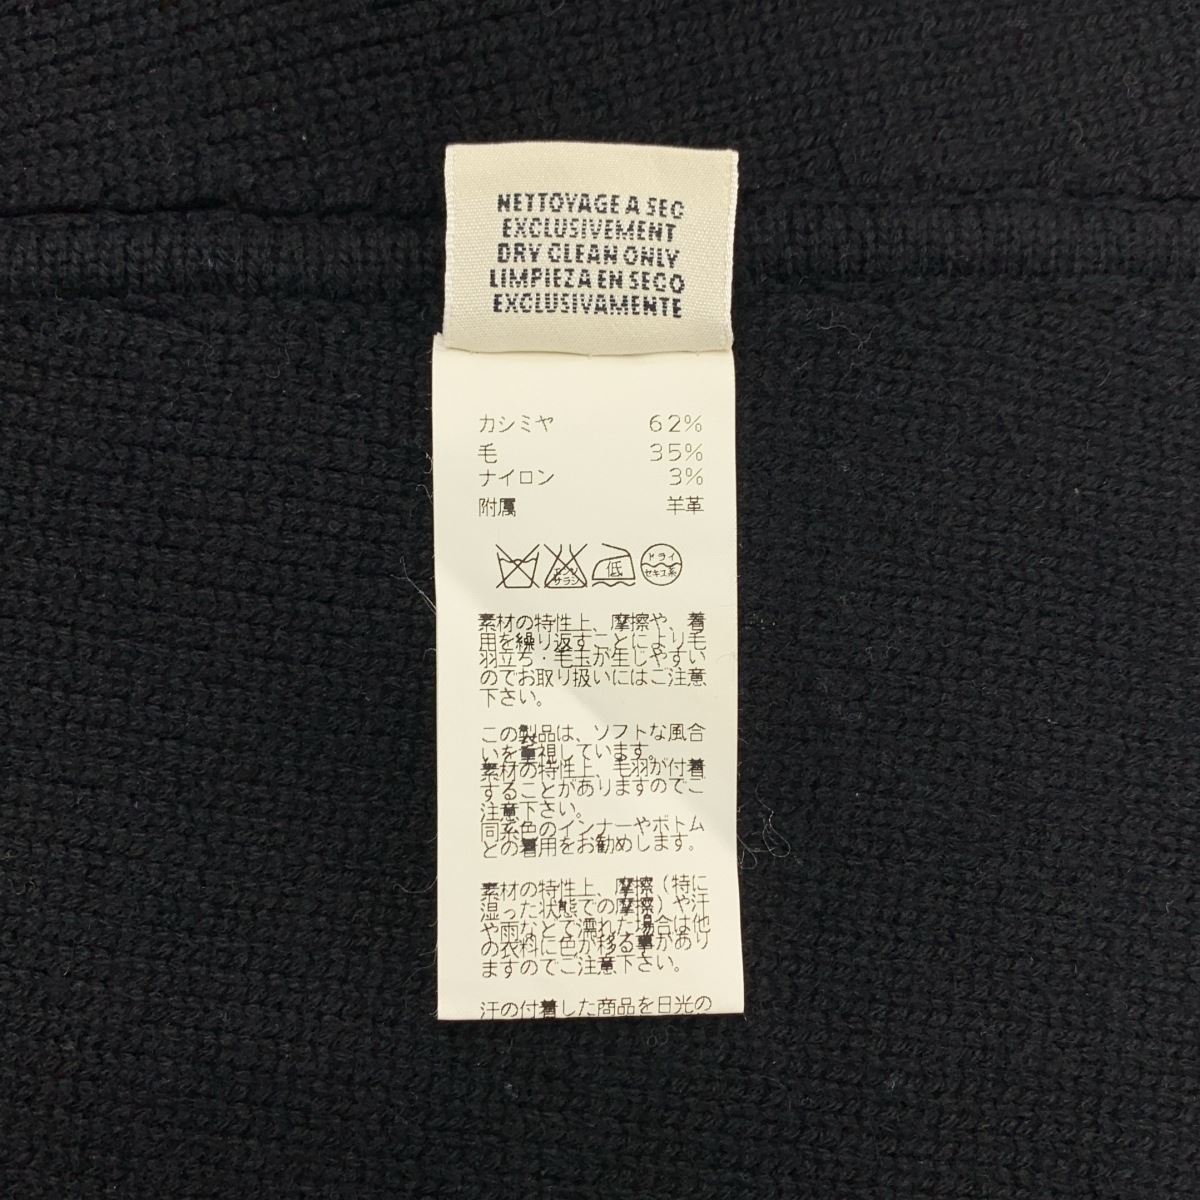 NETTOYAGE A SEC
EXCLUSIVEMENT
DRY CLEAN ONLY
LIMPIEZA EN SECO
EXCLUSIVAMENTE
カシミヤ 62%
毛 35%
ナイロン 3%
附属 羊革
エンソ サラシ 低 ドライ セキユ系
素材の特性上、摩擦や、着
用を繰り返すことにより毛
羽立ち・毛玉が生じやすい
のでお取り扱いにはご注意
下さい。
この製品は、ソフトな風合
いを重視しています。
素材の特性上、毛羽が付着
することがありますのでご
注意下さい。
同系色のインナーやボトム
との着用をお勧めします。
素材の特性上、摩擦(特に
湿った状態での摩擦)や汗
や雨などで濡れた場合は他
の衣料に色が移る事があり
ますのでご注意下さい。
汗の付着した商品を日光の